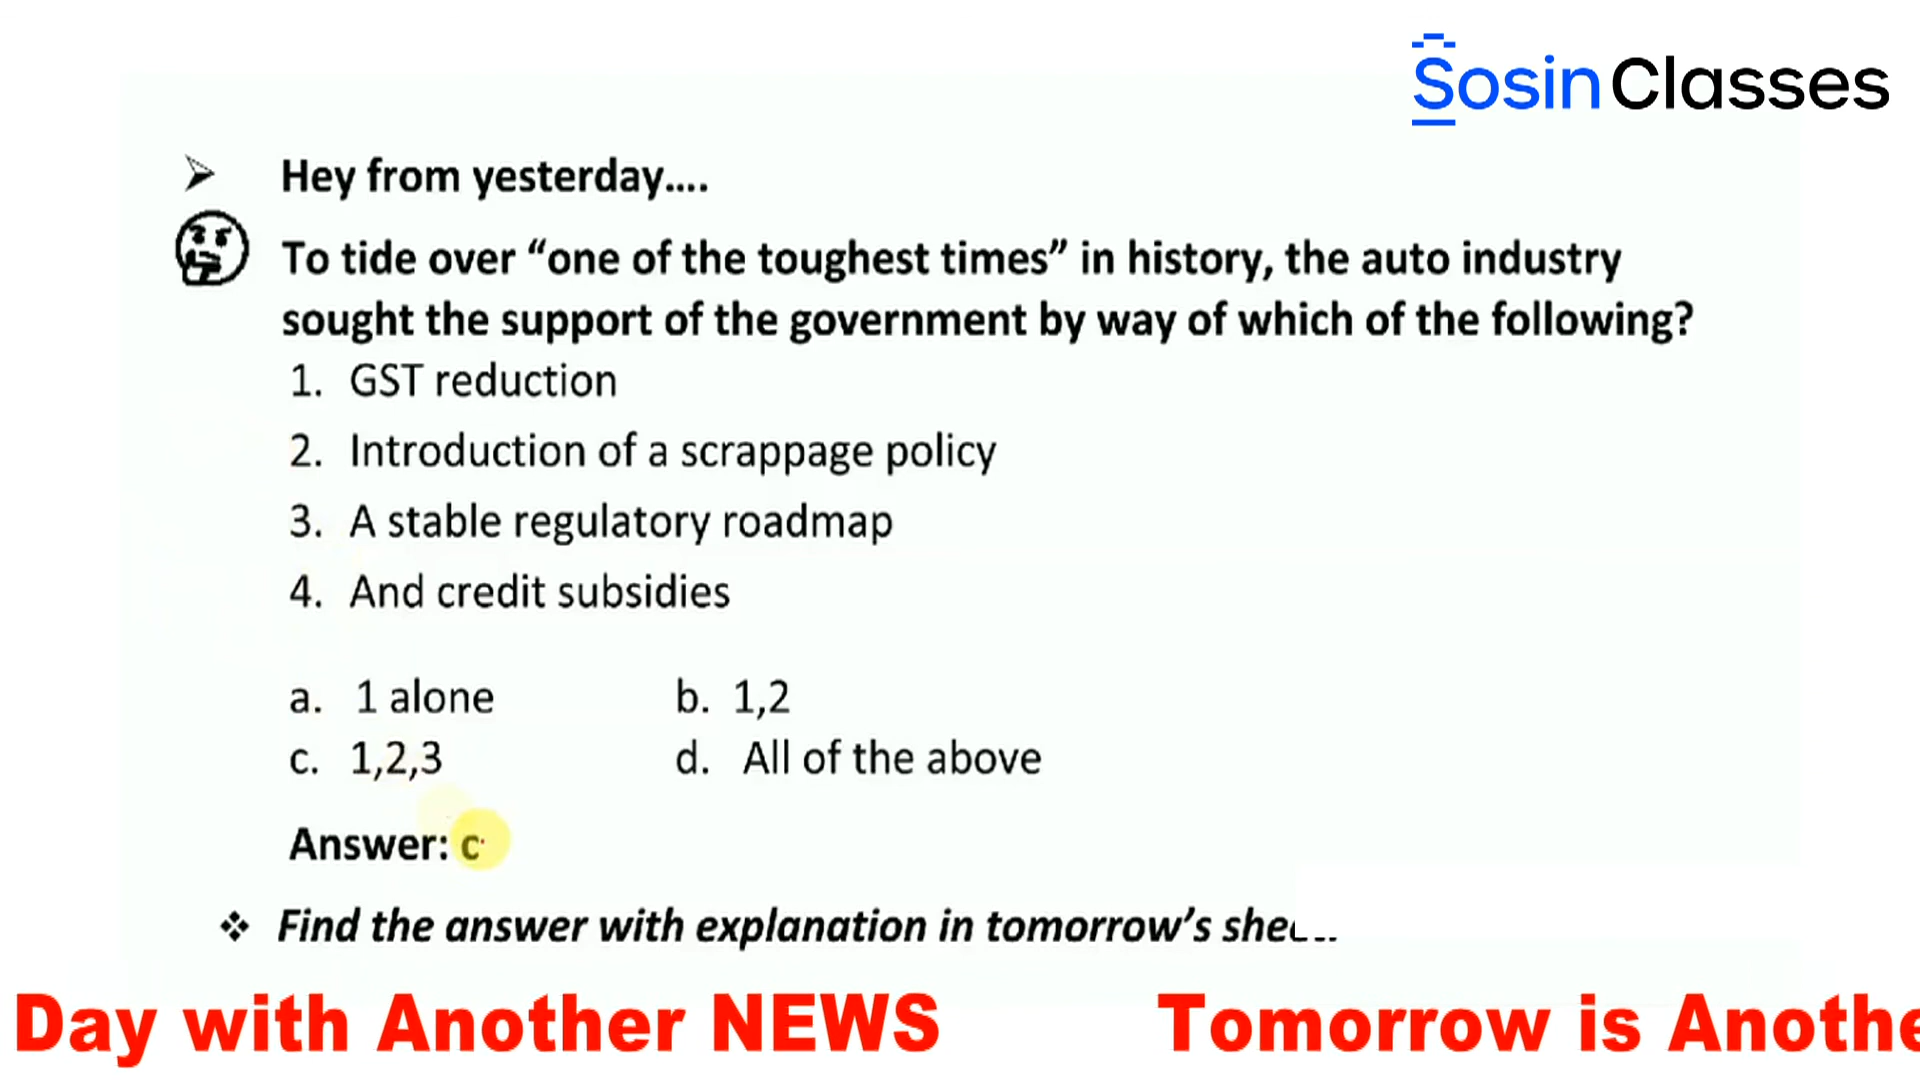 Sosin Classes
Hey from yesterday....
To tide over “one of the toughest times” in history, the auto industry
sought the support of the government by way of which of the following?
1. GST reduction
2. Introduction of a scrappage policy
3. A stable regulatory roadmap
4. And credit subsidies
a. 1 alone b. 1,2
c. 1,2,3 d. All of the above
Answer: c
Find the answer with explanation in tomorrow’s
Day with Another NEWS Tomorrow is Anothe